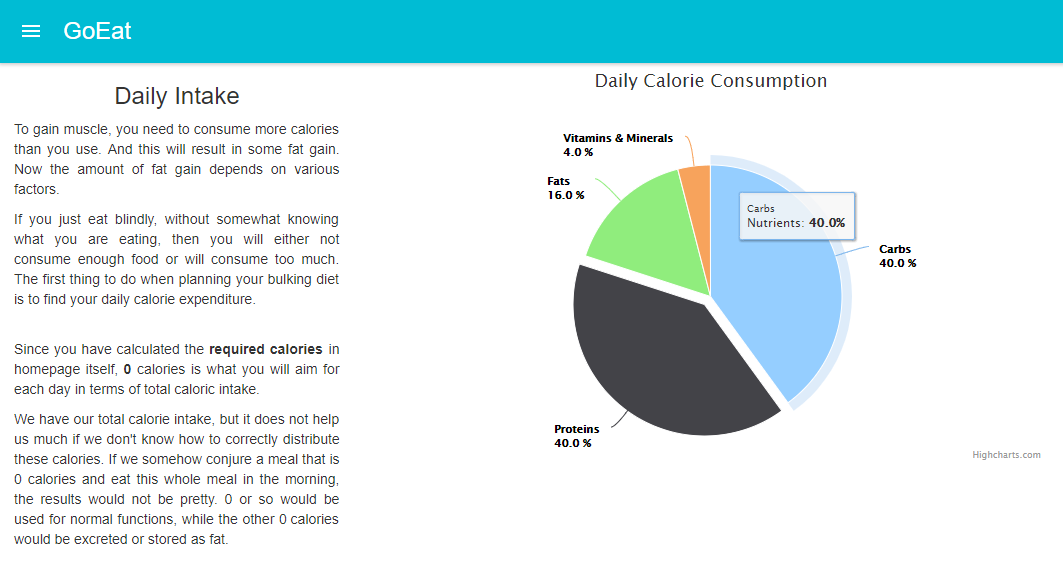 GoEat
Daily Intake
To gain muscle, you need to consume more calories
than you use. And this will result in some fat gain.
Now the amount of fat gain depends on various
factors.
If you just eat blindly, without somewhat knowing
what you are eating, then you will either not
consume enough food or will consume too much.
The first thing to do when planning your bulking diet
is to find your daily calorie expenditure.
Since you have calculated the required calories in
homepage itself, 0 calories is what you will aim for
each day in terms of total caloric intake.
We have our total calorie intake, but it does not help
us much if we don't know how to correctly distribute
these calories. If we somehow conjure a meal that is
0 calories and eat this whole meal in the morning,
the results would not be pretty. 0 or so would be
used for normal functions, while the other 0 calories
would be excreted or stored as fat.
Daily Calorie Consumption
Vitamins & Minerals
4.0 %
Fats
16.0 %
Carbs
Nutrients: 40.0%
Carbs
40.0 %
Proteins
40.0 %
Highcharts.com